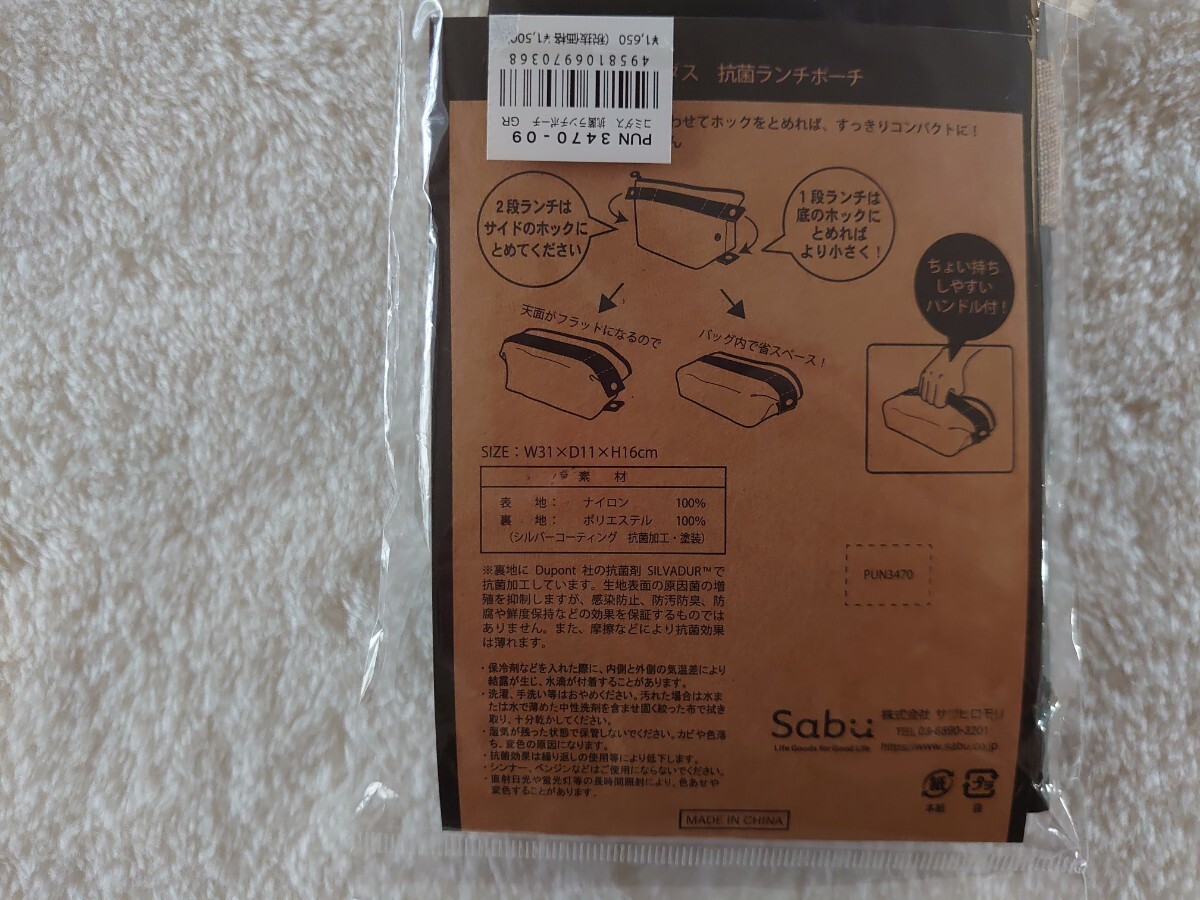 PUN 3470-09
コミダス 抗菌ランチポーチ GR
4958106970368
¥1,650 (税抜価格 ¥1,500
ダス 抗菌ランチポーチ
わせてホックをとめれば、すっきりコンパクトに！
ん
2段ランチは
サイドのホックに
とめてください
1段ランチは
底のホックに
とめれば
より小さく！
ちょい持ち
しやすい
ハンドル付！
天面がフラットになるので
バッグ内で省スペース！
SIZE：W31×D11×H16cm
素 材
表 地： ナイロン 100%
裏 地： ポリエステル 100%
（シルバーコーティング 抗菌加工・塗装）
※裏地に Dupont 社の抗菌剤 SILVADUR™で
抗菌加工しています。生地表面の原因菌の増
殖を抑制しますが、感染防止、防汚防臭、防
腐や鮮度保持などの効果を保証するものでは
ありません。また、摩擦などにより抗菌効果
は薄れます。
PUN3470
・保冷剤などを入れた際に、内側と外側の気温差により
結露が生じ、水滴が付着することがあります。
・洗濯、手洗い等はおやめください。汚れた場合は水ま
たは水で薄めた中性洗剤を含ませ固く絞った布で拭き
取り、十分乾かしてください。
・湿気が残った状態で保管しないでください。カビや色落
ち、変色の原因になります。
・抗菌効果は繰り返しの使用等により低下します。
・シンナー、ベンジンなどはご使用にならないでください。
・直射日光や蛍光灯等の長時間照射により、色あせや
変色することがあります。
Sabu
Life Goods for Good Life
株式会社 サブヒロモリ
TEL 03-6890-3201
https://www.sabu.co.jp
紙
本紙
プラ
袋
MADE IN CHINA